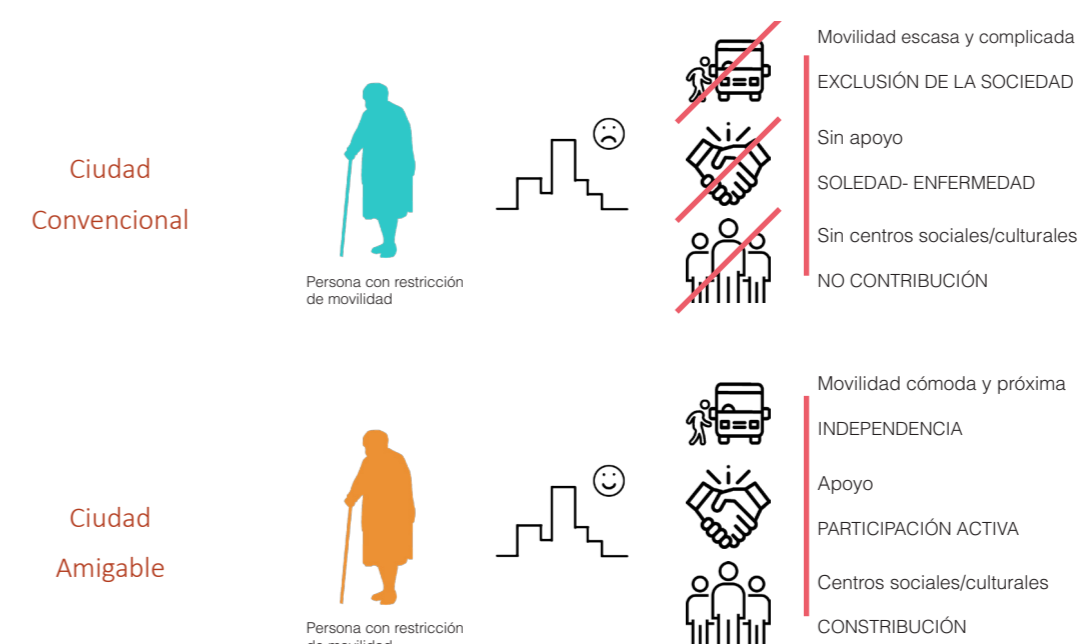 Ciudad
Convencional
Persona con restricción
de movilidad
Movilidad escasa y complicada
EXCLUSIÓN DE LA SOCIEDAD
Sin apoyo
SOLEDAD- ENFERMEDAD
Sin centros sociales/culturales
NO CONTRIBUCIÓN
Ciudad
Amigable
Persona con restricción
de movilidad
Movilidad cómoda y próxima
INDEPENDENCIA
Apoyo
PARTICIPACIÓN ACTIVA
Centros sociales/culturales
CONSTRIBUCIÓN